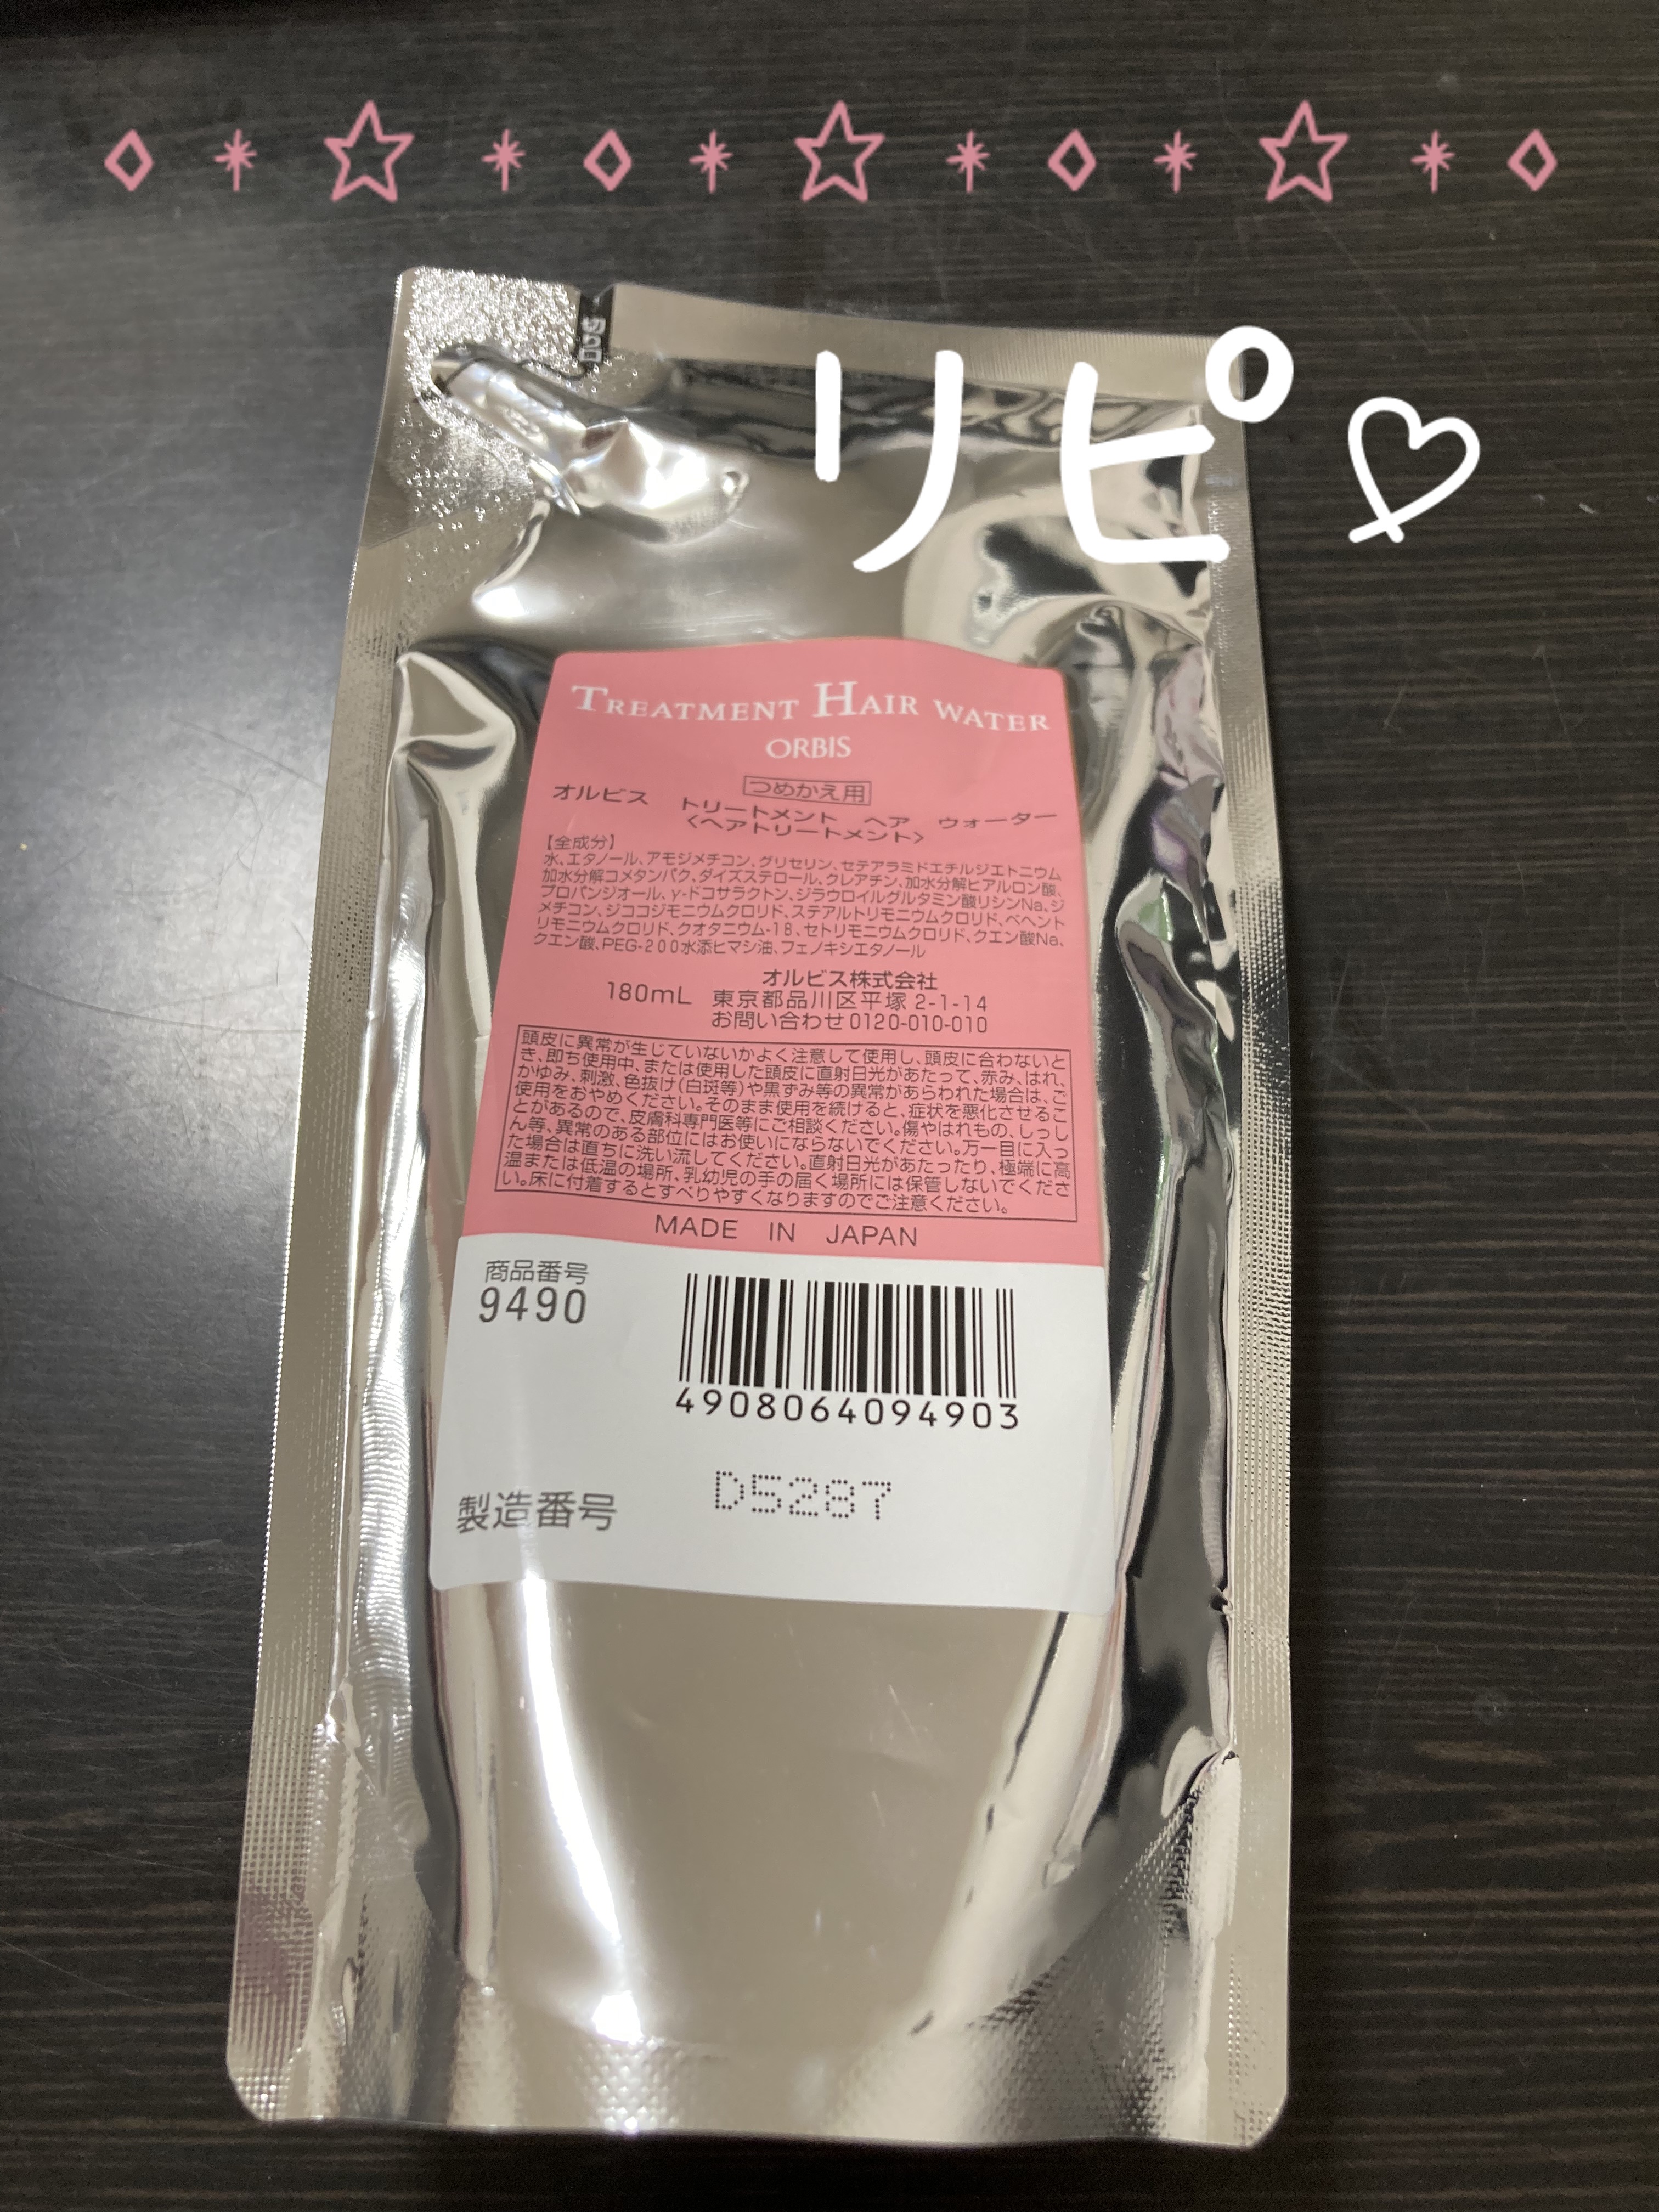 切り口
リピ♡
TREATMENT HAIR WATER
ORBIS
つめかえ用
オルビス トリートメント ヘア ウォーター
<ヘアトリートメント>
【全成分】
水、エタノール、アモジメチコン、グリセリン、セテアラミドエチルジエトニウム
加水分解コメタンパク、ダイズステロール、クレアチン、加水分解ヒアルロン酸、
プロパンジオール、γ-ドコサラクトン、ジラウロイルグルタミン酸リシンNa、ジ
メチコン、ジココジモニウムクロリド、ステアルトリモニウムクロリド、ベヘント
リモニウムクロリド、クオタニウム-18、セトリモニウムクロリド、クエン酸Na、
クエン酸、PEG-200水添ヒマシ油、フェノキシエタノール
オルビス株式会社
180mL 東京都品川区平塚2-1-14
お問い合わせ0120-010-010
頭皮に異常が生じていないかよく注意して使用し、頭皮に合わないと
き、即ち使用中、または使用した頭皮に直射日光があたって、赤み、はれ、
かゆみ、刺激、色抜け(白斑等)や黒ずみ等の異常があらわれた場合は、ご
使用をおやめください。そのまま使用を続けると、症状を悪化させるこ
とがあるので、皮膚科専門医等にご相談ください。傷やはれもの、しっし
ん等、異常のある部位にはお使いにならないでください。万一目に入っ
た場合は直ちに洗い流してください。直射日光があたったり、極端に高
温または低温の場所、乳幼児の手の届く場所には保管しないでくださ
い。床に付着するとすべりやすくなりますのでご注意ください。
MADE IN JAPAN
商品番号
9490
4908064094903
製造番号 D5287